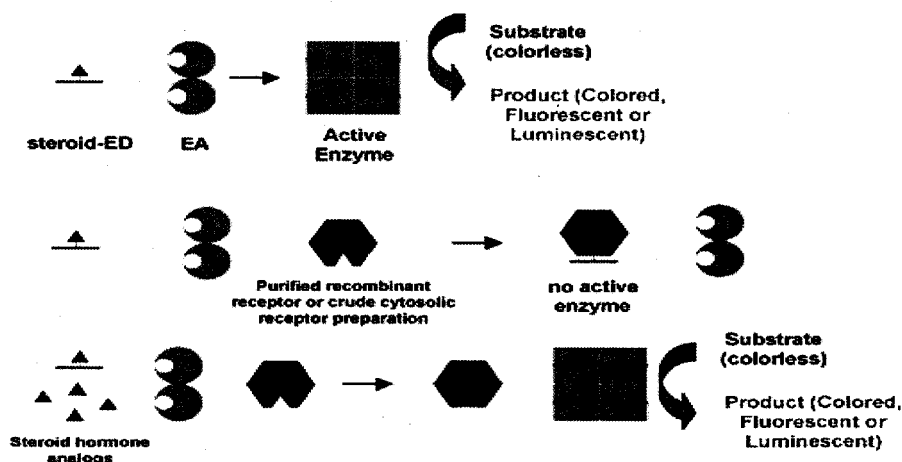 Substrate
(colorless)
Product (Colored,
Fluorescent or
Luminescent)
steroid-ED
EA
Active
Enzyme
Purified recombinant
receptor or crude cytosolic
receptor preparation
no active
enzyme
Substrate
(colorless)
Product (Colored,
Fluorescent or
Luminescent)
Steroid hormone
analogs